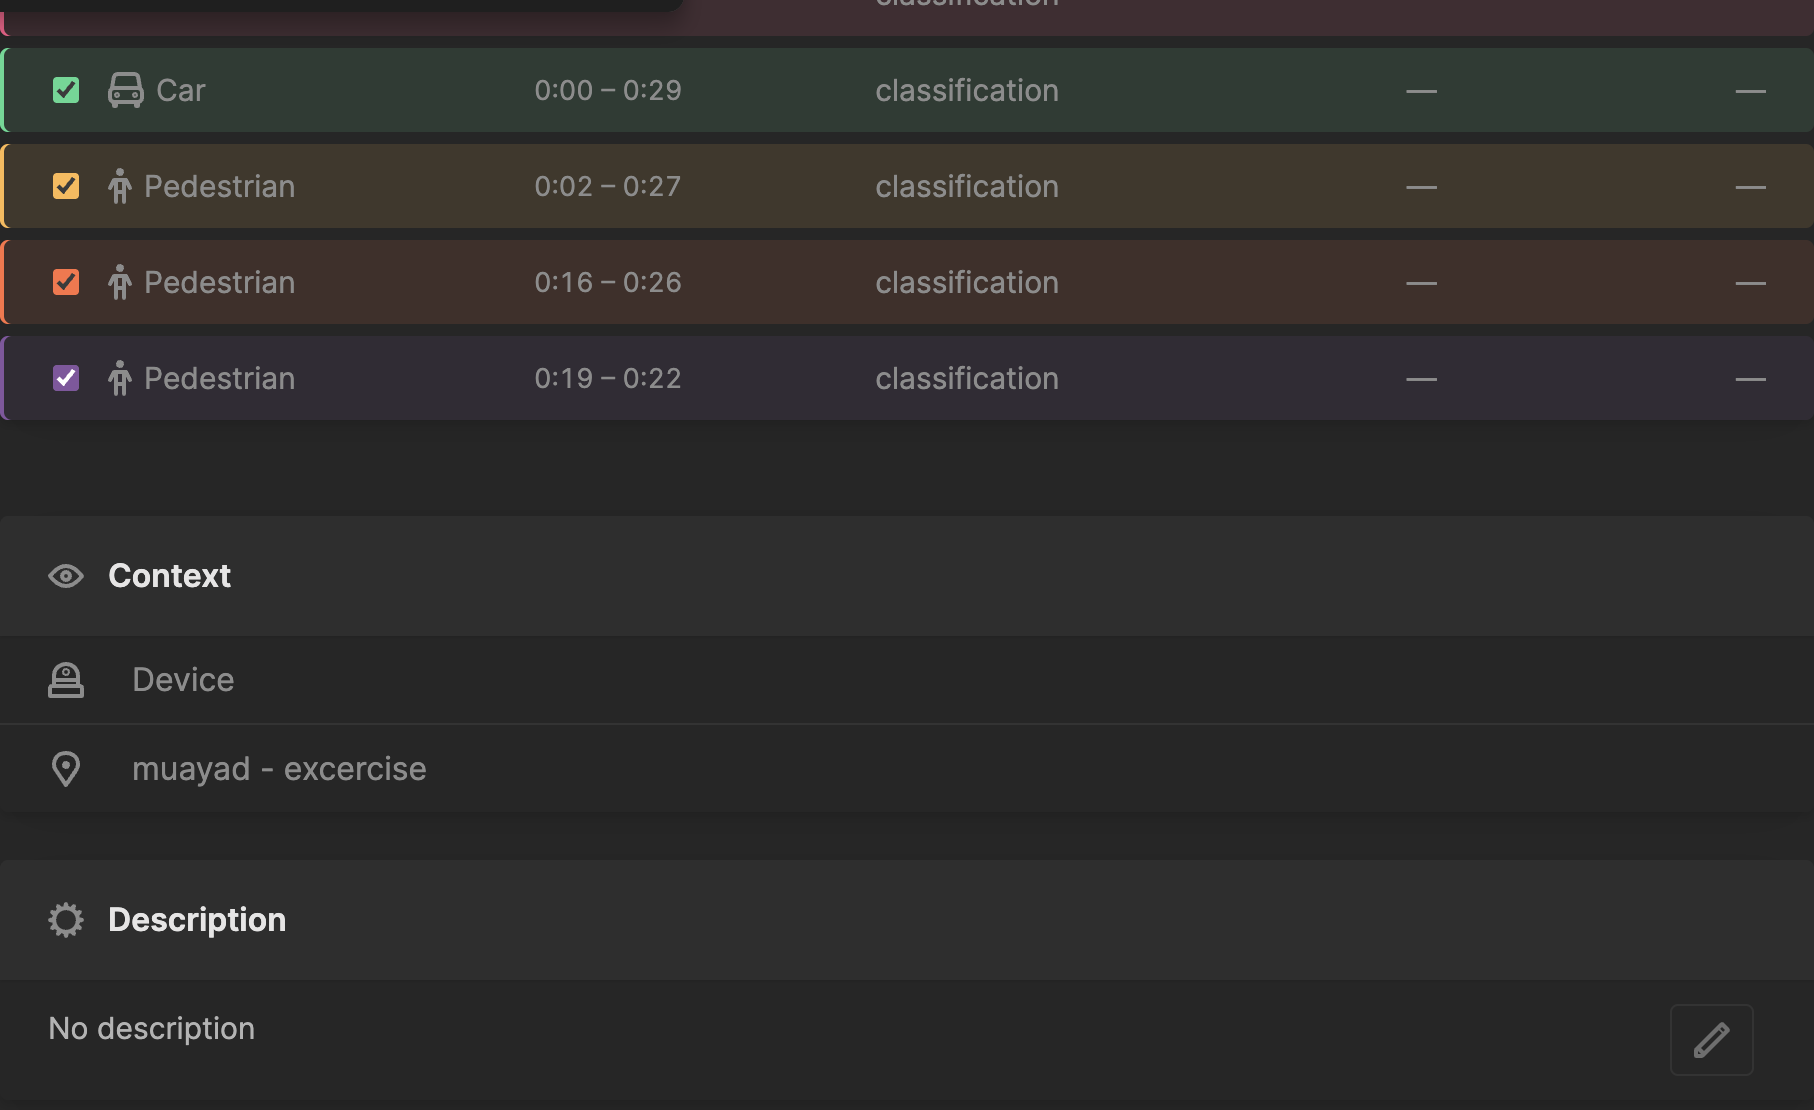 classification
Car 0:00 – 0:29 classification — —
Pedestrian 0:02 – 0:27 classification — —
Pedestrian 0:16 – 0:26 classification — —
Pedestrian 0:19 – 0:22 classification — —
Context
Device
muayad - excercise
Description
No description